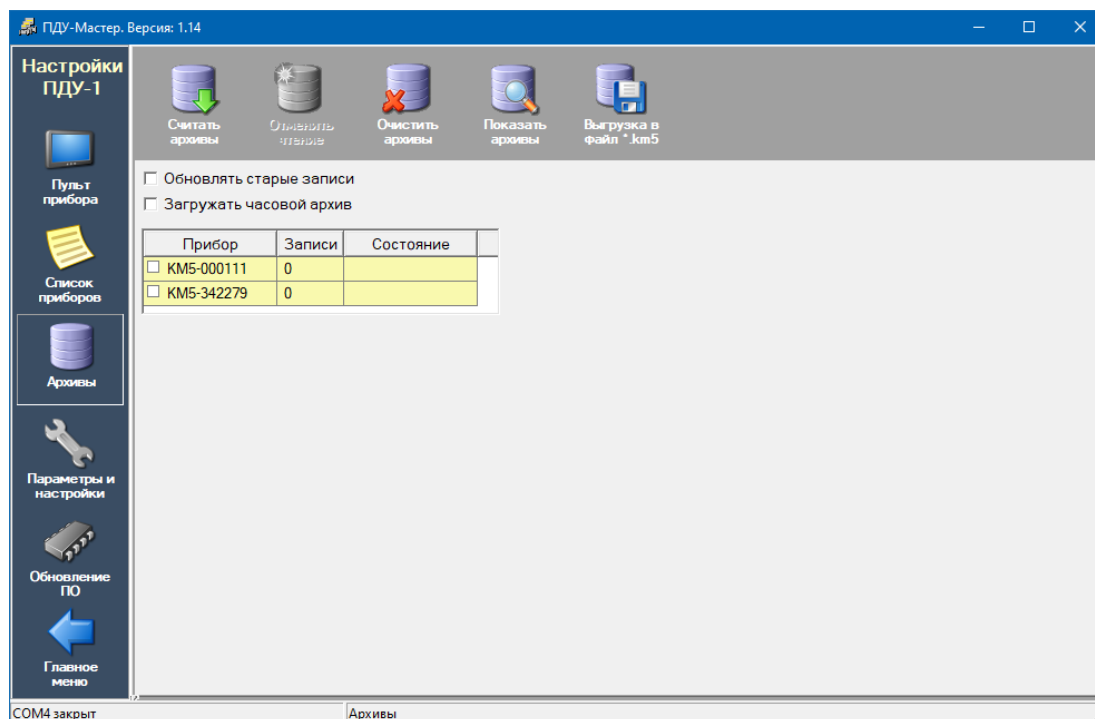 ПДУ-Мастер. Версия: 1.14
Настройки
ПДУ-1
Пульт
прибора
Список
приборов
Архивы
Параметры и
настройки
Обновление
ПО
Главное
меню
Считать
архивы
Отменить
чтение
Очистить
архивы
Показать
архивы
Выгрузка в
файл *.km5
Обновлять старые записи
Загружать часовой архив
Прибор Записи Состояние
КМ5-000111 0
КМ5-342279 0
COM4 закрыт Архивы